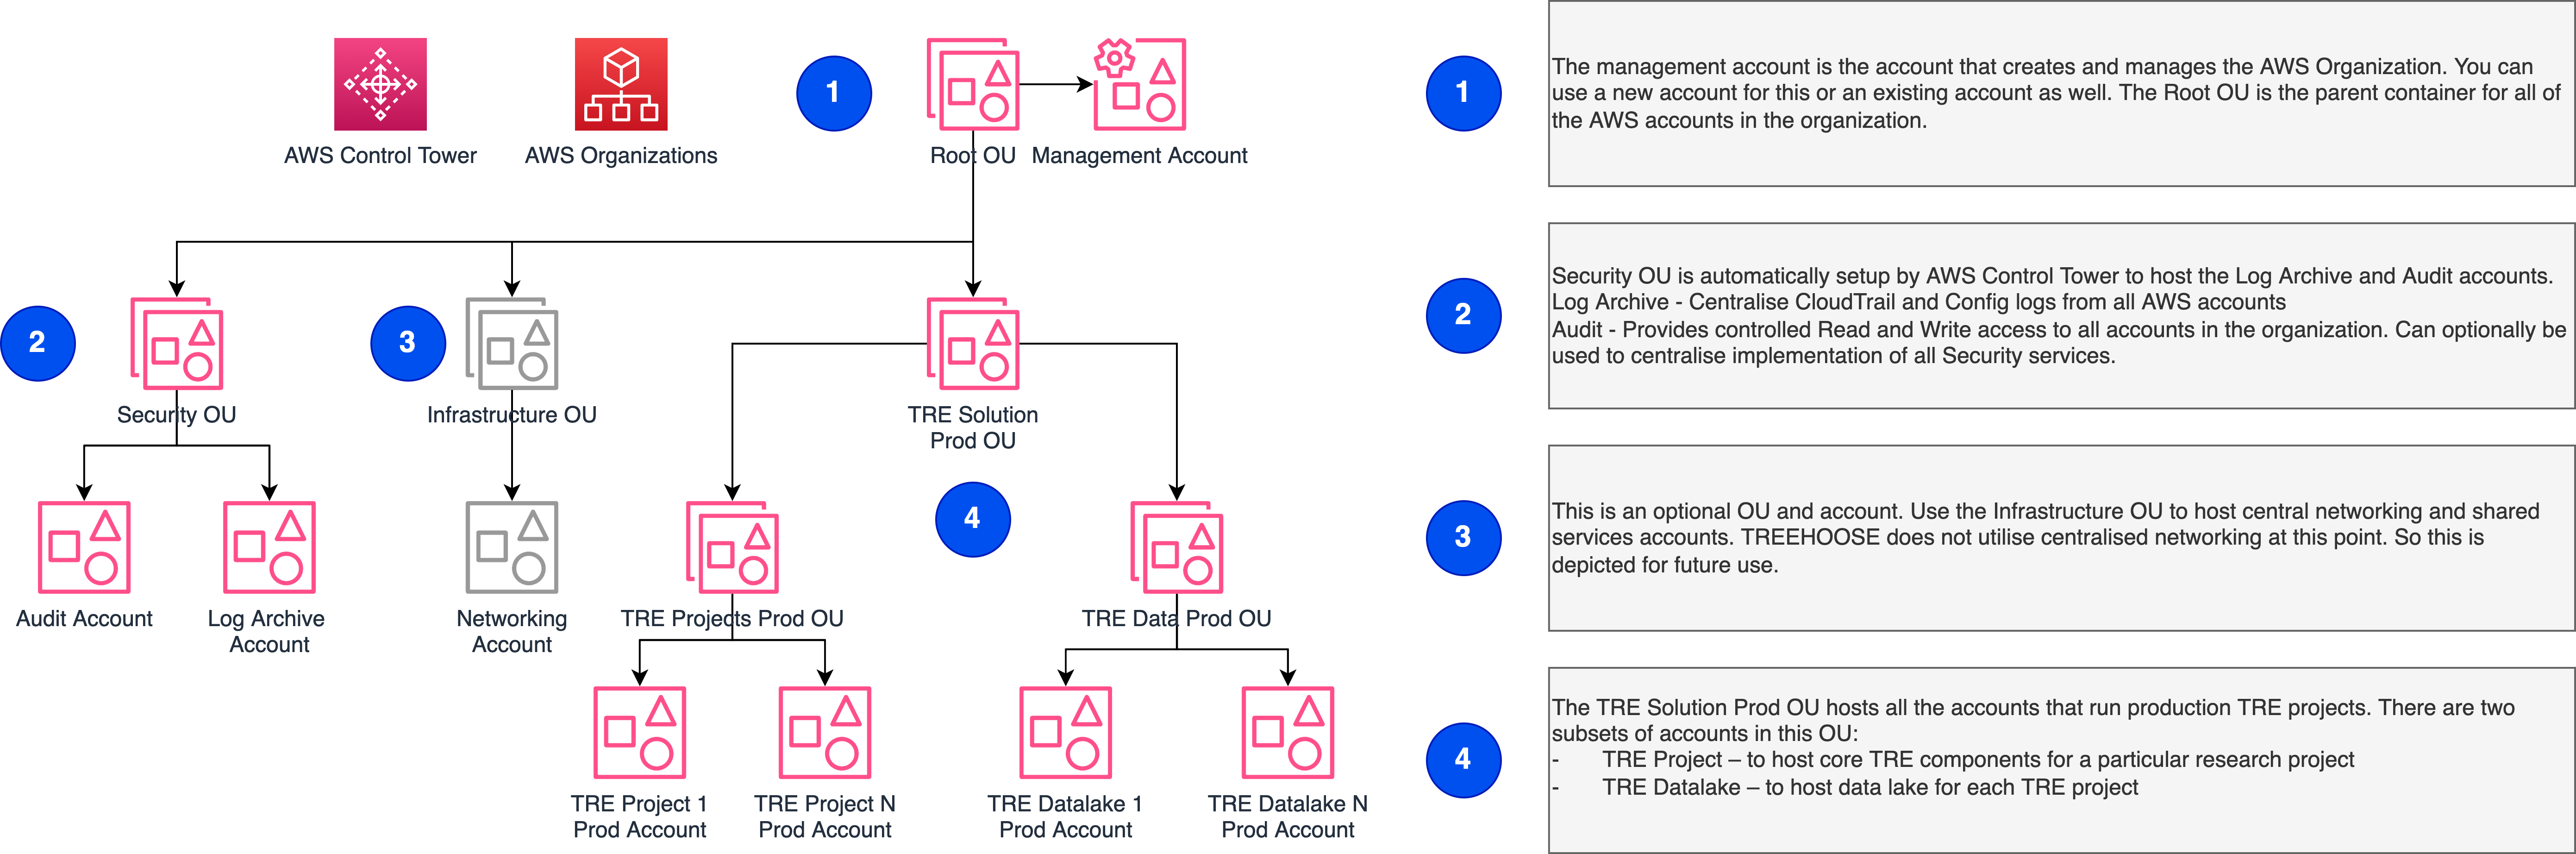 AWS Control Tower
AWS Organizations
1
Root OU
Management Account
2
Security OU
3
Infrastructure OU
TRE Solution
Prod OU
4
Audit Account
Log Archive
Account
Networking
Account
TRE Projects Prod OU
TRE Data Prod OU
TRE Project 1
Prod Account
TRE Project N
Prod Account
TRE Datalake 1
Prod Account
TRE Datalake N
Prod Account
1
The management account is the account that creates and manages the AWS Organization. You can
use a new account for this or an existing account as well. The Root OU is the parent container for all of
the AWS accounts in the organization.
2
Security OU is automatically setup by AWS Control Tower to host the Log Archive and Audit accounts.
Log Archive - Centralise CloudTrail and Config logs from all AWS accounts
Audit - Provides controlled Read and Write access to all accounts in the organization. Can optionally be
used to centralise implementation of all Security services.
3
This is an optional OU and account. Use the Infrastructure OU to host central networking and shared
services accounts. TREEHOOSE does not utilise centralised networking at this point. So this is
depicted for future use.
4
The TRE Solution Prod OU hosts all the accounts that run production TRE projects. There are two
subsets of accounts in this OU:
- TRE Project – to host core TRE components for a particular research project
- TRE Datalake – to host data lake for each TRE project